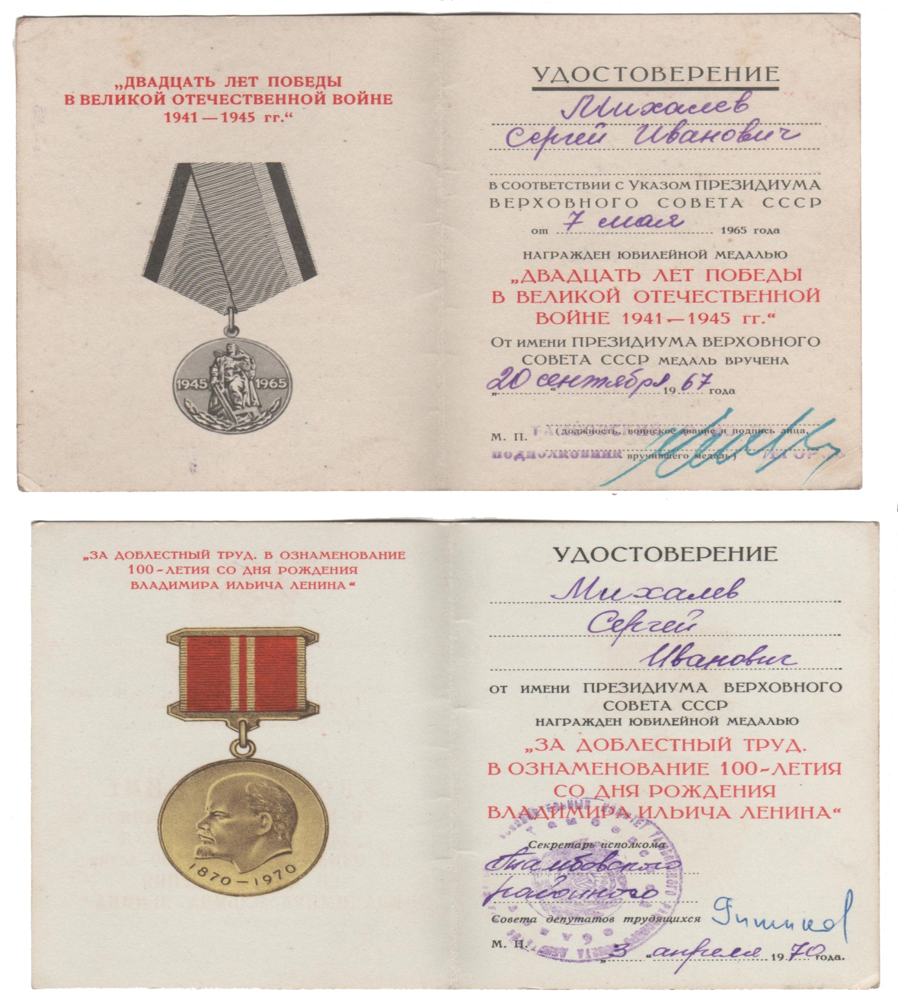 „ДВАДЦАТЬ ЛЕТ ПОБЕДЫ
В ВЕЛИКОЙ ОТЕЧЕСТВЕННОЙ ВОЙНЕ
1941 — 1945 гг.“
1945 1965
УДОСТОВЕРЕНИЕ
Михалев
Сергей Иванович
В СООТВЕТСТВИИ С УКАЗОМ ПРЕЗИДИУМА
ВЕРХОВНОГО СОВЕТА СССР
от 7 мая 1965 года
НАГРАЖДЕН ЮБИЛЕЙНОЙ МЕДАЛЬЮ
„ДВАДЦАТЬ ЛЕТ ПОБЕДЫ
В ВЕЛИКОЙ ОТЕЧЕСТВЕННОЙ
ВОЙНЕ 1941 — 1945 гг.“
ОТ ИМЕНИ ПРЕЗИДИУМА ВЕРХОВНОГО
СОВЕТА СССР МЕДАЛЬ ВРУЧЕНА
„20“ сентября 1967 года
М. П. (должность, воинское звание и подпись лица,
подполковник вручившего медаль)
„ЗА ДОБЛЕСТНЫЙ ТРУД. В ОЗНАМЕНОВАНИЕ
100-ЛЕТИЯ СО ДНЯ РОЖДЕНИЯ
ВЛАДИМИРА ИЛЬИЧА ЛЕНИНА“
1870 — 1970
УДОСТОВЕРЕНИЕ
Михалев
Сергей
Иванович
ОТ ИМЕНИ ПРЕЗИДИУМА ВЕРХОВНОГО
СОВЕТА СССР
НАГРАЖДЕН ЮБИЛЕЙНОЙ МЕДАЛЬЮ
„ЗА ДОБЛЕСТНЫЙ ТРУД.
В ОЗНАМЕНОВАНИЕ 100-ЛЕТИЯ
СО ДНЯ РОЖДЕНИЯ
ВЛАДИМИРА ИЛЬИЧА ЛЕНИНА“
Секретарь исполкома
Тамбовского
районного
Совета депутатов трудящихся
М. П.
„3“ апреля 1970 года.